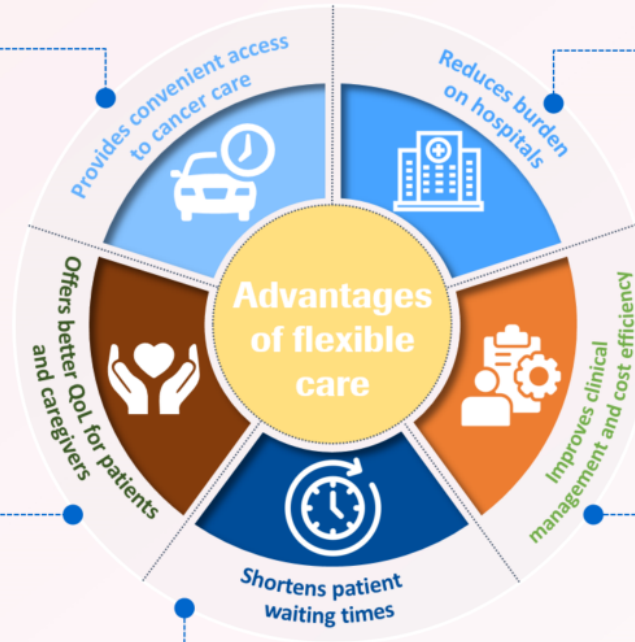 Provides convenient access
to cancer care
Reduces burden
on hospitals
Advantages
of flexible
care
Offers better QoL for patients
and caregivers
Improves clinical
management and cost efficiency
Shortens patient
waiting times